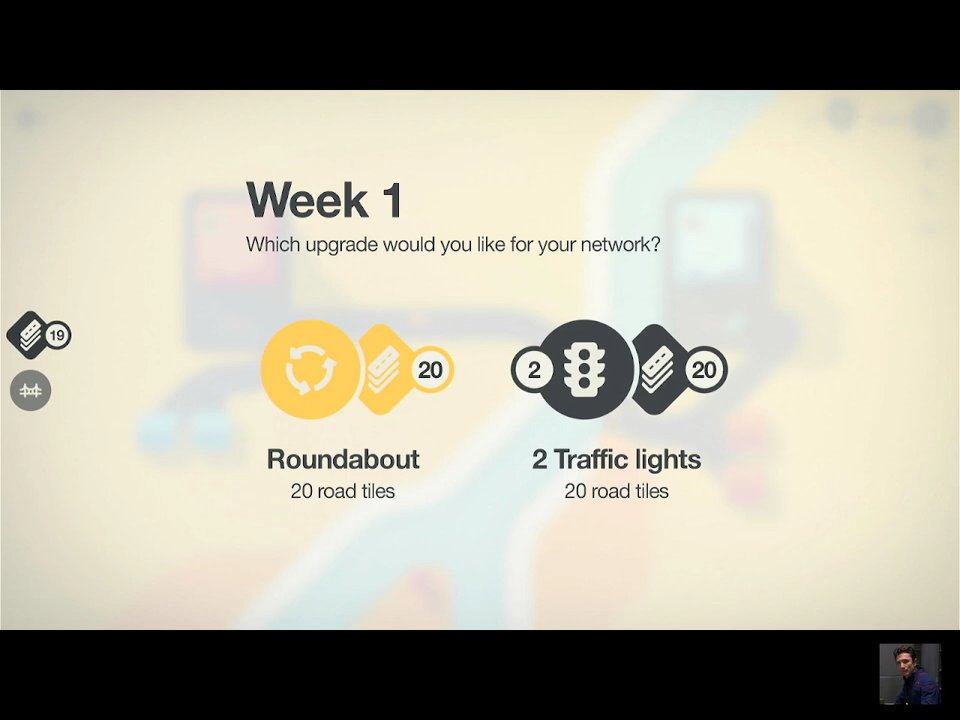 Week 1
Which upgrade would you like for your network?
19
20
2
20
Roundabout
2 Traffic lights
20 road tiles
20 road tiles